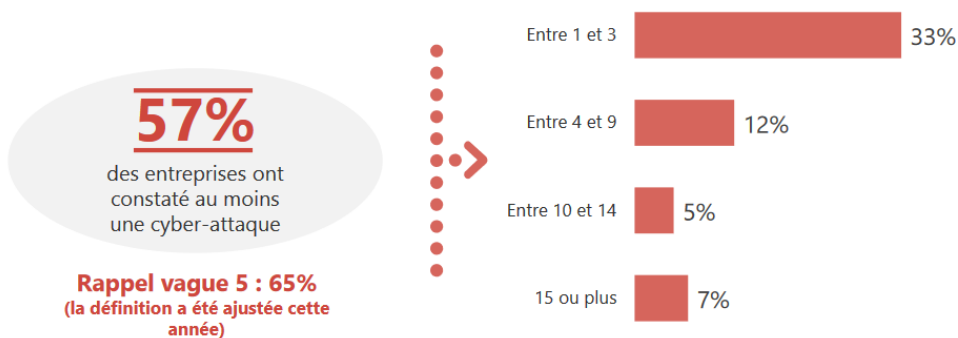 57%
des entreprises ont
constaté au moins
une cyber-attaque
Rappel vague 5 : 65%
(la définition a été ajustée cette
année)
Entre 1 et 3 33%
Entre 4 et 9 12%
Entre 10 et 14 5%
15 ou plus 7%